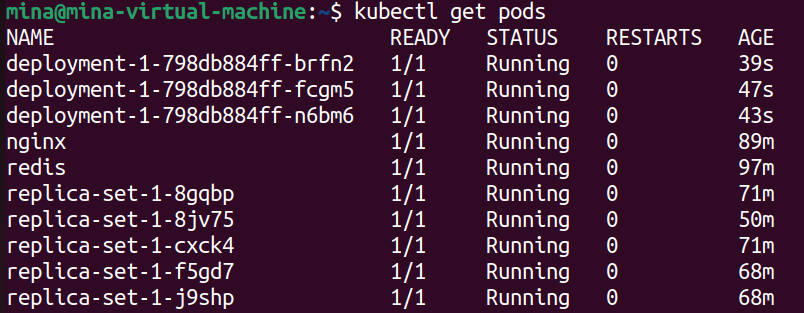 mina@mina-virtual-machine:~$ kubectl get pods
NAME READY STATUS RESTARTS AGE
deployment-1-798db884ff-brfn2 1/1 Running 0 39s
deployment-1-798db884ff-fcgm5 1/1 Running 0 47s
deployment-1-798db884ff-n6bm6 1/1 Running 0 43s
nginx 1/1 Running 0 89m
redis 1/1 Running 0 97m
replica-set-1-8gqbp 1/1 Running 0 71m
replica-set-1-8jv75 1/1 Running 0 50m
replica-set-1-cxck4 1/1 Running 0 71m
replica-set-1-f5gd7 1/1 Running 0 68m
replica-set-1-j9shp 1/1 Running 0 68m